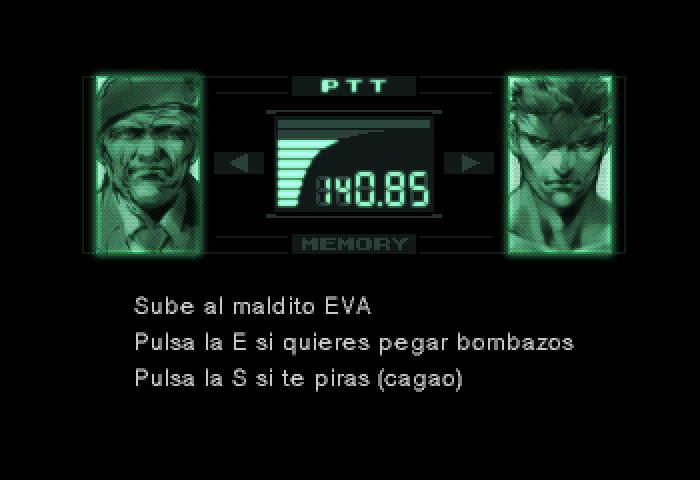 PTT
140.85
MEMORY
Sube al maldito EVA
Pulsa la E si quieres pegar bombazos
Pulsa la S si te piras (cagao)